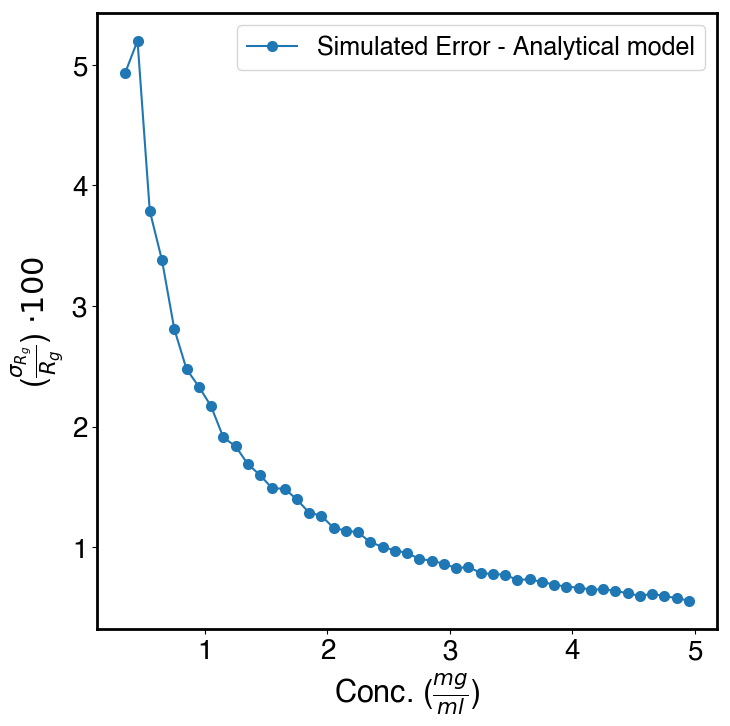 Simulated Error - Analytical model
5
4
3
2
1
(σ_{R_g}/R_g) ·100
1 2 3 4 5
Conc. (mg/ml)